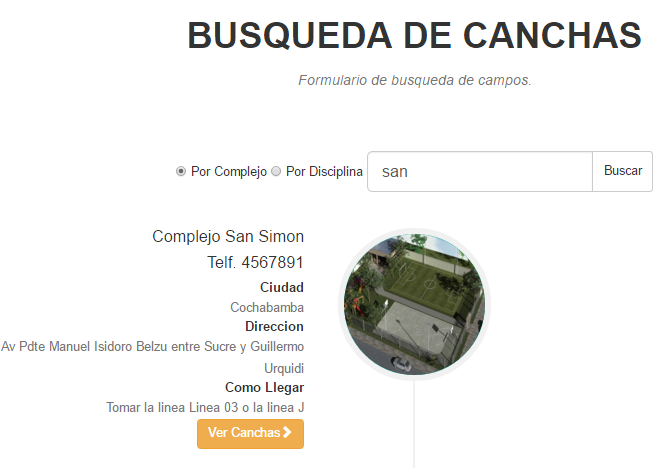 BUSQUEDA DE CANCHAS
Formulario de busqueda de campos.
Por Complejo Por Disciplina san Buscar
Complejo San Simon
Telf. 4567891
Ciudad
Cochabamba
Direccion
Av Pdte Manuel Isidoro Belzu entre Sucre y Guillermo
Urquidi
Como Llegar
Tomar la linea Linea 03 o la linea J
Ver Canchas